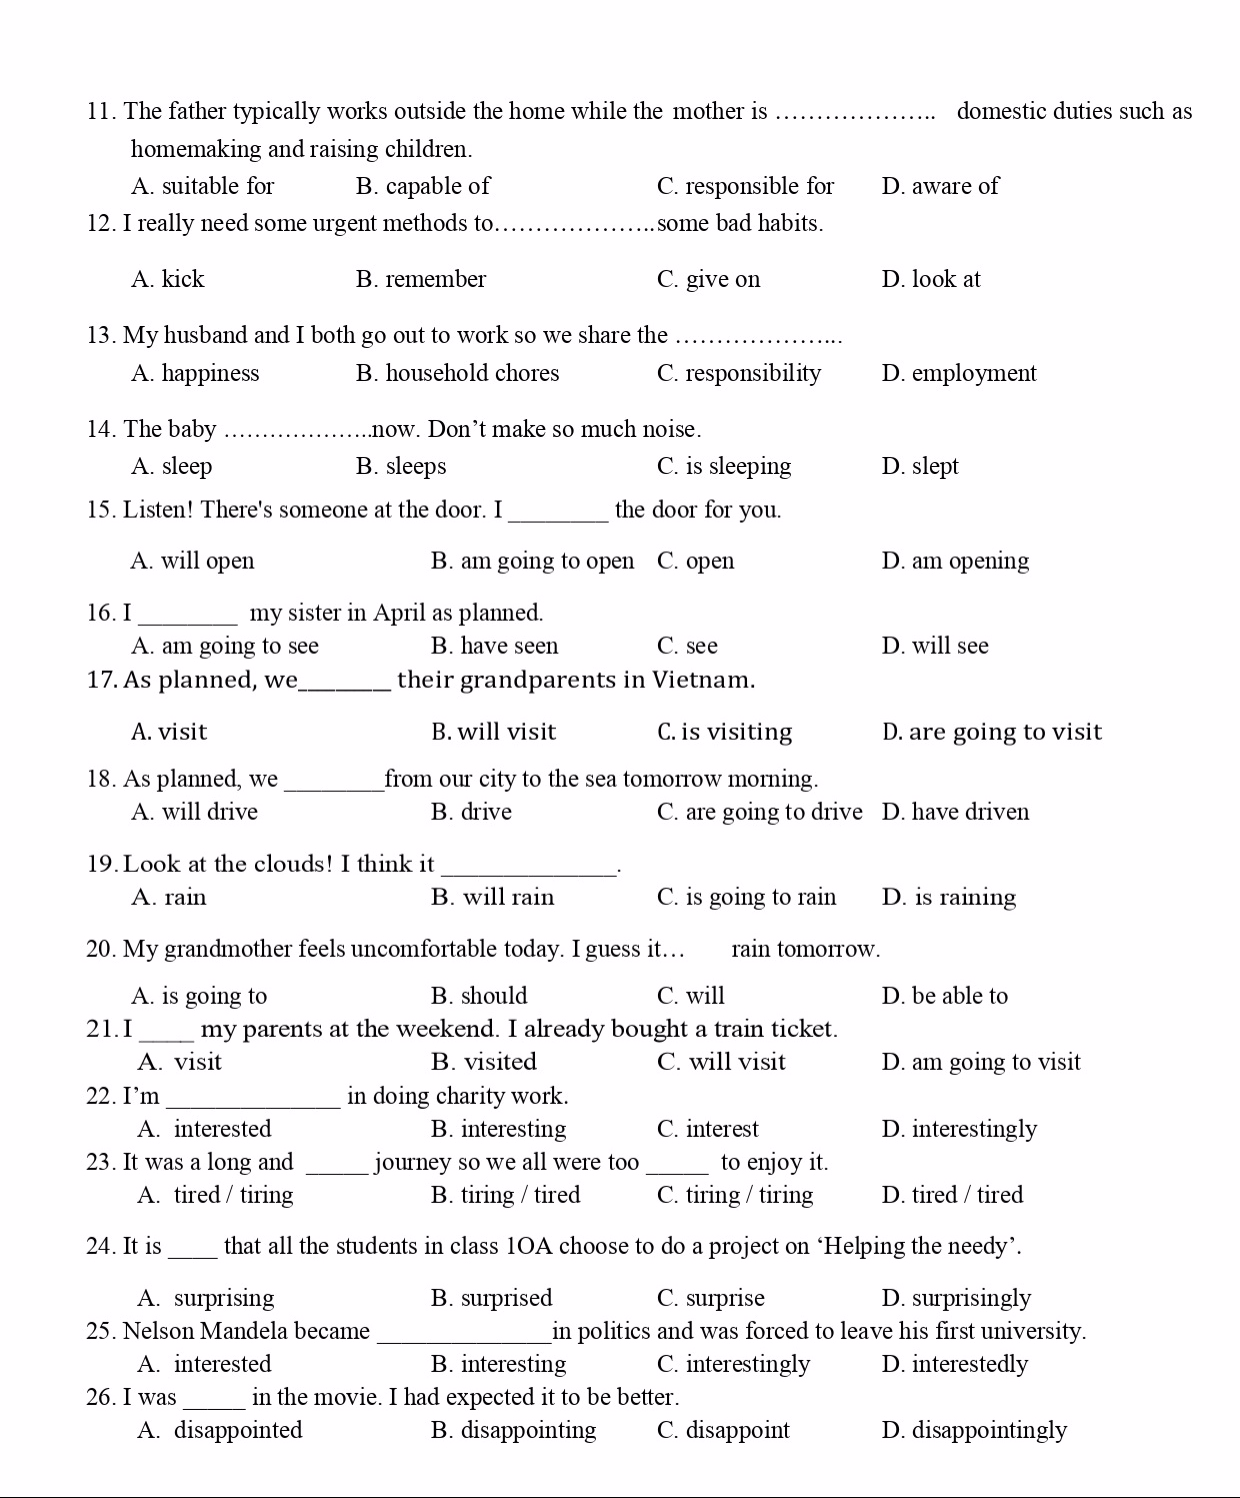 11. The father typically works outside the home while the mother is ……………….. domestic duties such as
homemaking and raising children.
A. suitable for B. capable of C. responsible for D. aware of
12. I really need some urgent methods to………………..some bad habits.
A. kick B. remember C. give on D. look at
13. My husband and I both go out to work so we share the ………………...
A. happiness B. household chores C. responsibility D. employment
14. The baby ………………..now. Don’t make so much noise.
A. sleep B. sleeps C. is sleeping D. slept
15. Listen! There's someone at the door. I ________ the door for you.
A. will open B. am going to open C. open D. am opening
16. I ________ my sister in April as planned.
A. am going to see B. have seen C. see D. will see
17. As planned, we________ their grandparents in Vietnam.
A. visit B. will visit C. is visiting D. are going to visit
18. As planned, we ________from our city to the sea tomorrow morning.
A. will drive B. drive C. are going to drive D. have driven
19. Look at the clouds! I think it ______________.
A. rain B. will rain C. is going to rain D. is raining
20. My grandmother feels uncomfortable today. I guess it… rain tomorrow.
A. is going to B. should C. will D. be able to
21. I ____ my parents at the weekend. I already bought a train ticket.
A. visit B. visited C. will visit D. am going to visit
22. I’m ______________ in doing charity work.
A. interested B. interesting C. interest D. interestingly
23. It was a long and _____ journey so we all were too _____ to enjoy it.
A. tired / tiring B. tiring / tired C. tiring / tiring D. tired / tired
24. It is ____ that all the students in class 1OA choose to do a project on ‘Helping the needy’.
A. surprising B. surprised C. surprise D. surprisingly
25. Nelson Mandela became ______________in politics and was forced to leave his first university.
A. interested B. interesting C. interestingly D. interestedly
26. I was _____ in the movie. I had expected it to be better.
A. disappointed B. disappointing C. disappoint D. disappointingly